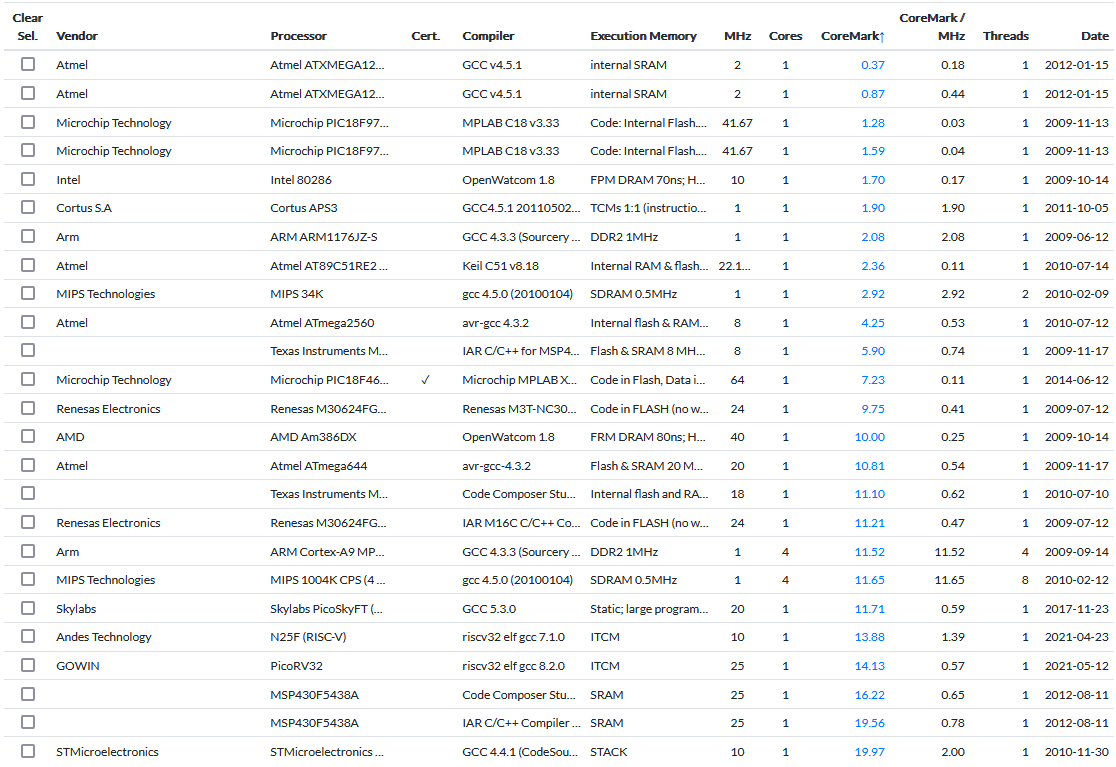 Clear Sel. Vendor Processor Cert. Compiler Execution Memory MHz Cores CoreMark↑ CoreMark / MHz Threads Date
Atmel Atmel ATXMEGA12... GCC v4.5.1 internal SRAM 2 1 0.37 0.18 1 2012-01-15
Atmel Atmel ATXMEGA12... GCC v4.5.1 internal SRAM 2 1 0.87 0.44 1 2012-01-15
Microchip Technology Microchip PIC18F97... MPLAB C18 v3.33 Code: Internal Flash.... 41.67 1 1.28 0.03 1 2009-11-13
Microchip Technology Microchip PIC18F97... MPLAB C18 v3.33 Code: Internal Flash.... 41.67 1 1.59 0.04 1 2009-11-13
Intel Intel 80286 OpenWatcom 1.8 FPM DRAM 70ns; H... 10 1 1.70 0.17 1 2009-10-14
Cortus S.A Cortus APS3 GCC4.5.1 20110502... TCMs 1:1 (instructio... 1 1 1.90 1.90 1 2011-10-05
Arm ARM ARM1176JZ-S GCC 4.3.3 (Sourcery ... DDR2 1MHz 1 1 2.08 2.08 1 2009-06-12
Atmel Atmel AT89C51RE2 ... Keil C51 v8.18 Internal RAM & flash... 22.1... 1 2.36 0.11 1 2010-07-14
MIPS Technologies MIPS 34K gcc 4.5.0 (20100104) SDRAM 0.5MHz 1 1 2.92 2.92 2 2010-02-09
Atmel Atmel ATmega2560 avr-gcc 4.3.2 Internal flash & RAM... 8 1 4.25 0.53 1 2010-07-12
Texas Instruments M... IAR C/C++ for MSP4... Flash & SRAM 8 MH... 8 1 5.90 0.74 1 2009-11-17
Microchip Technology Microchip PIC18F46... ✓ Microchip MPLAB X... Code in Flash, Data i... 64 1 7.23 0.11 1 2014-06-12
Renesas Electronics Renesas M30624FG... Renesas M3T-NC30... Code in FLASH (no w... 24 1 9.75 0.41 1 2009-07-12
AMD AMD Am386DX OpenWatcom 1.8 FRM DRAM 80ns; H... 40 1 10.00 0.25 1 2009-10-14
Atmel Atmel ATmega644 avr-gcc-4.3.2 Flash & SRAM 20 M... 20 1 10.81 0.54 1 2009-11-17
Texas Instruments M... Code Composer Stu... Internal flash and RA... 18 1 11.10 0.62 1 2010-07-10
Renesas Electronics Renesas M30624FG... IAR M16C C/C++ Co... Code in FLASH (no w... 24 1 11.21 0.47 1 2009-07-12
Arm ARM Cortex-A9 MP... GCC 4.3.3 (Sourcery ... DDR2 1MHz 1 4 11.52 11.52 4 2009-09-14
MIPS Technologies MIPS 1004K CPS (4 ... gcc 4.5.0 (20100104) SDRAM 0.5MHz 1 4 11.65 11.65 8 2010-02-12
Skylabs Skylabs PicoSkyFT (... GCC 5.3.0 Static; large program... 20 1 11.71 0.59 1 2017-11-23
Andes Technology N25F (RISC-V) riscv32 elf gcc 7.1.0 ITCM 10 1 13.88 1.39 1 2021-04-23
GOWIN PicoRV32 riscv32 elf gcc 8.2.0 ITCM 25 1 14.13 0.57 1 2021-05-12
MSP430F5438A Code Composer Stu... SRAM 25 1 16.22 0.65 1 2012-08-11
MSP430F5438A IAR C/C++ Compiler ... SRAM 25 1 19.56 0.78 1 2012-08-11
STMicroelectronics STMicroelectronics ... GCC 4.4.1 (CodeSou... STACK 10 1 19.97 2.00 1 2010-11-30